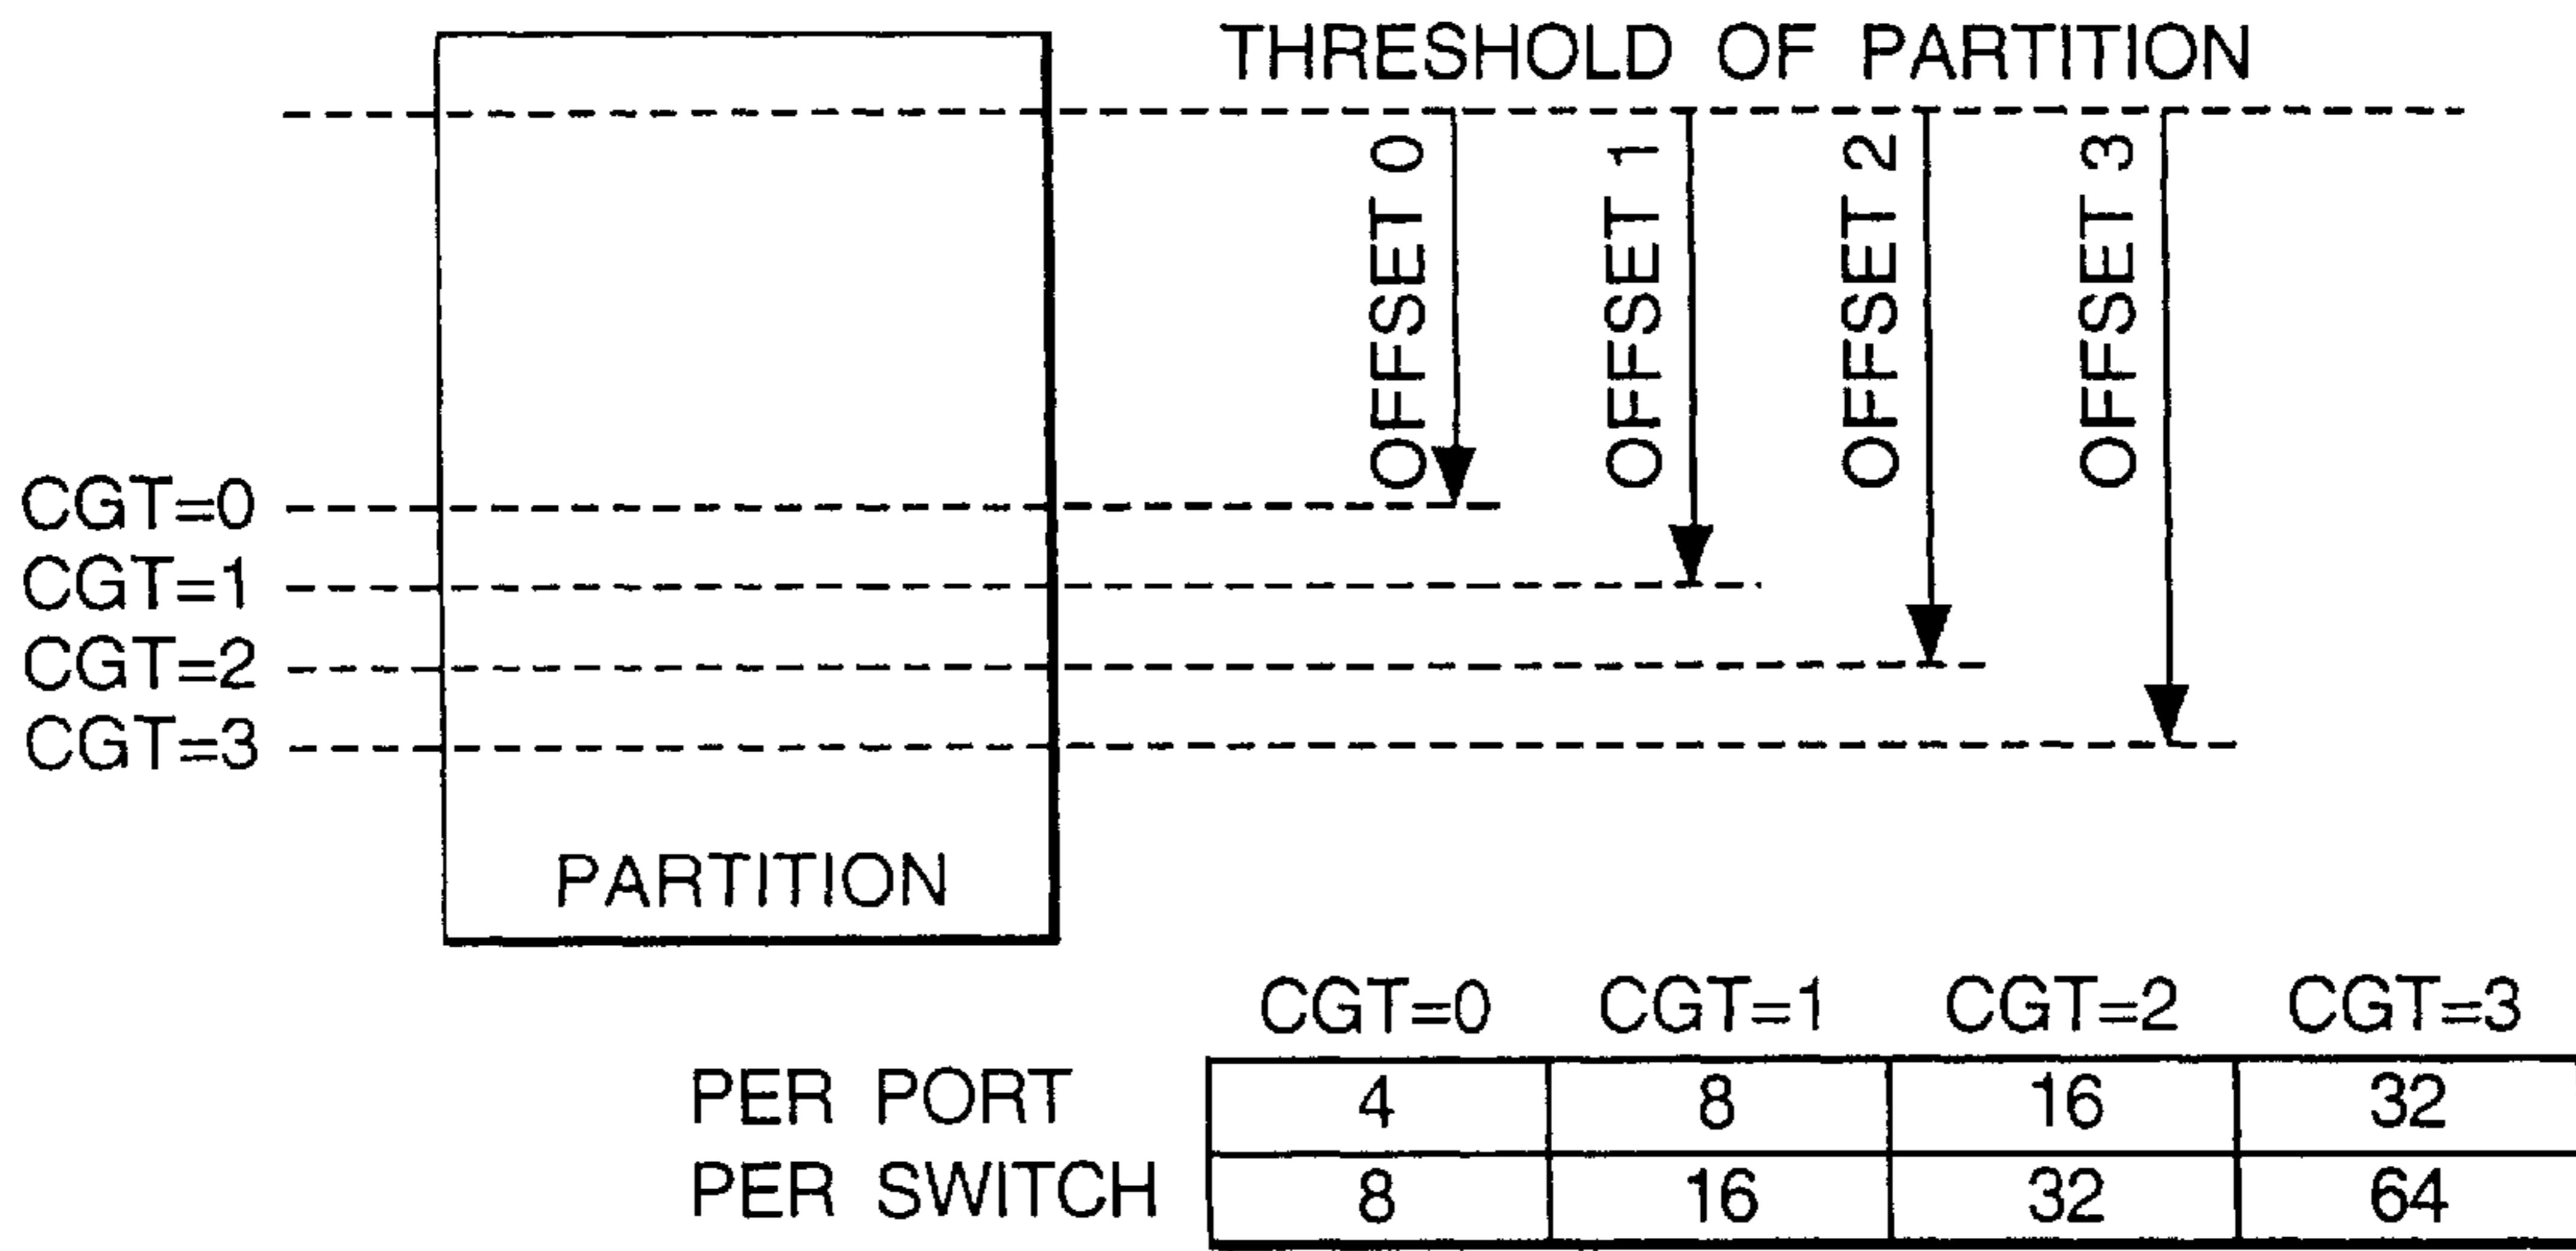 THRESHOLD OF PARTITION
OFFSET 0
OFFSET 1
OFFSET 2
OFFSET 3
CGT=0
CGT=1
CGT=2
CGT=3
PARTITION
CGT=0 CGT=1 CGT=2 CGT=3
PER PORT 4 8 16 32
PER SWITCH 8 16 32 64